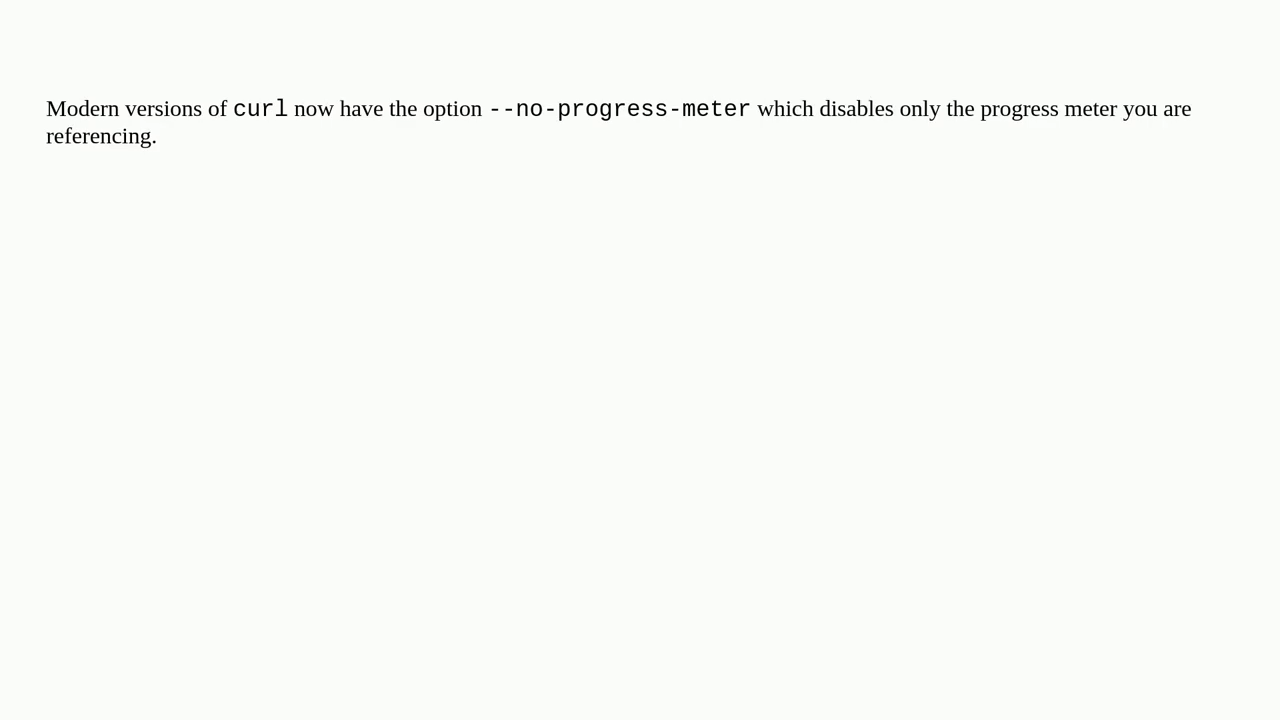 Modern versions of curl now have the option --no-progress-meter which disables only the progress meter you are
referencing.